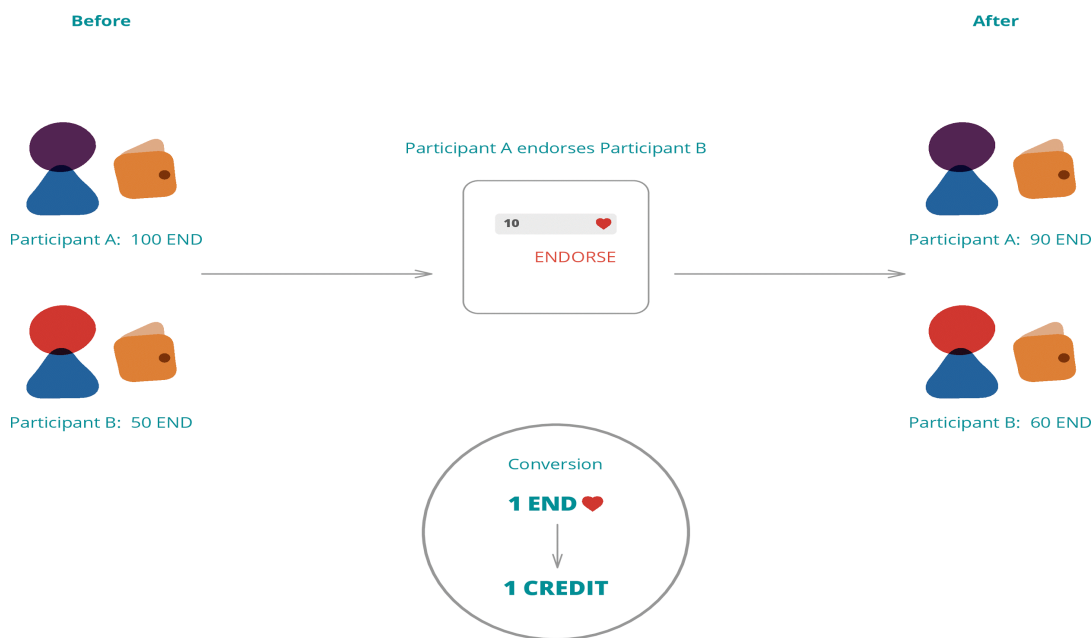 Before
After
Participant A endorses Participant B
10
ENDORSE
Participant A:  100 END
Participant A:  90 END
Participant B:  50 END
Participant B:  60 END
Conversion
1 END
1 CREDIT